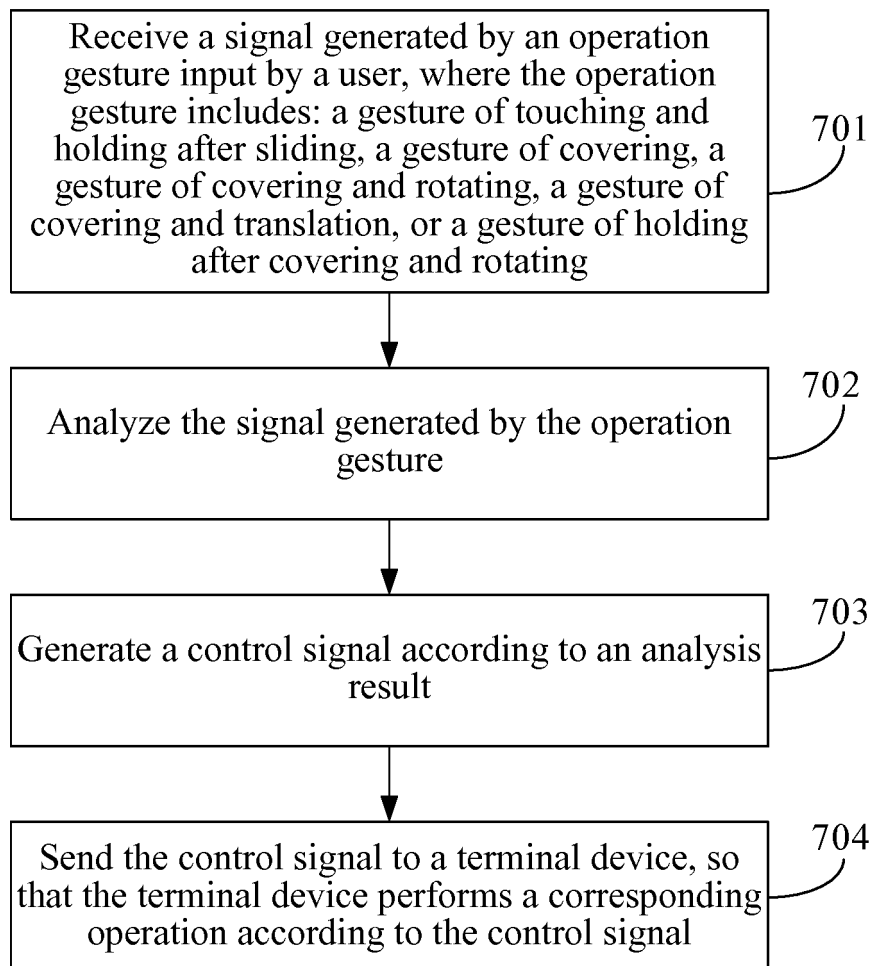 Receive a signal generated by an operation
gesture input by a user, where the operation
gesture includes: a gesture of touching and
holding after sliding, a gesture of covering, a
gesture of covering and rotating, a gesture of
covering and translation, or a gesture of holding
after covering and rotating
701
Analyze the signal generated by the operation
gesture
702
Generate a control signal according to an analysis
result
703
Send the control signal to a terminal device, so
that the terminal device performs a corresponding
operation according to the control signal
704